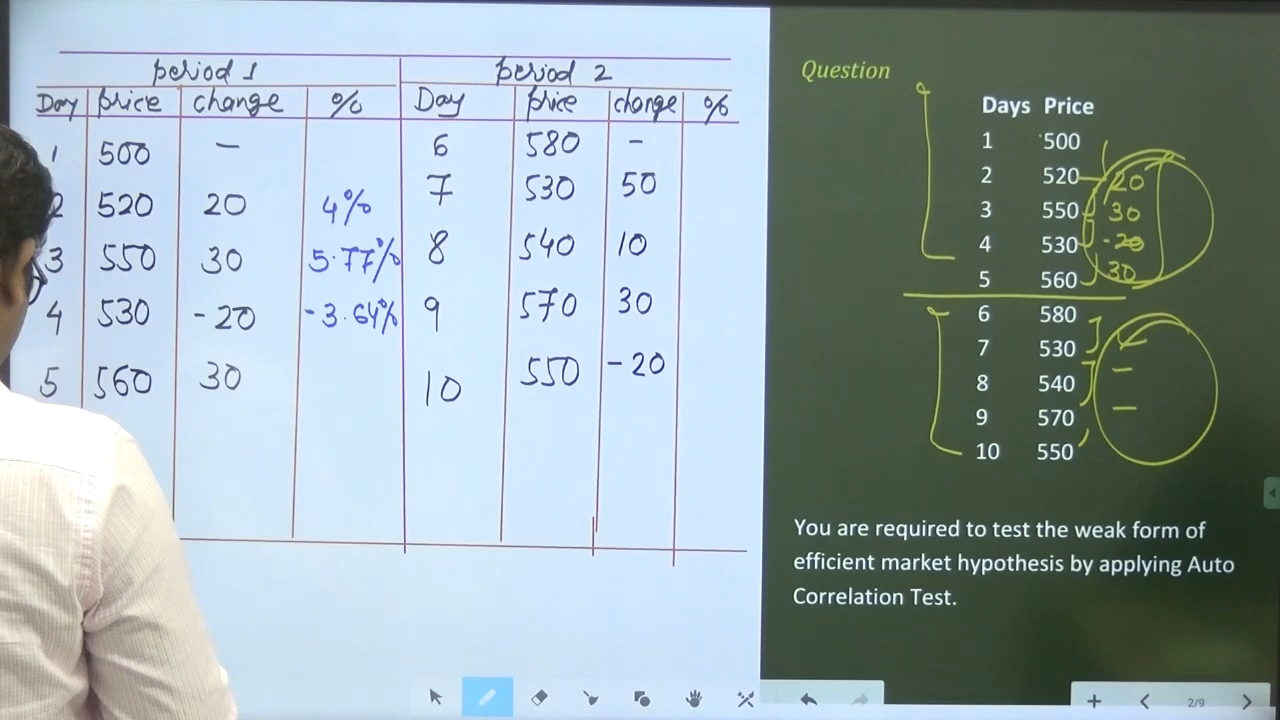 period 1
period 2
Day price change % Day price change %
1 500 - 6 580 -
2 520 20 4% 7 530 50
3 550 30 5.77% 8 540 10
4 530 -20 -3.64% 9 570 30
5 560 30 10 550 -20
Question
Days Price
1 500
2 520 20
3 550 30
4 530 -20
5 560 30
6 580
7 530
8 540
9 570
10 550
You are required to test the weak form of
efficient market hypothesis by applying Auto
Correlation Test.
2/9